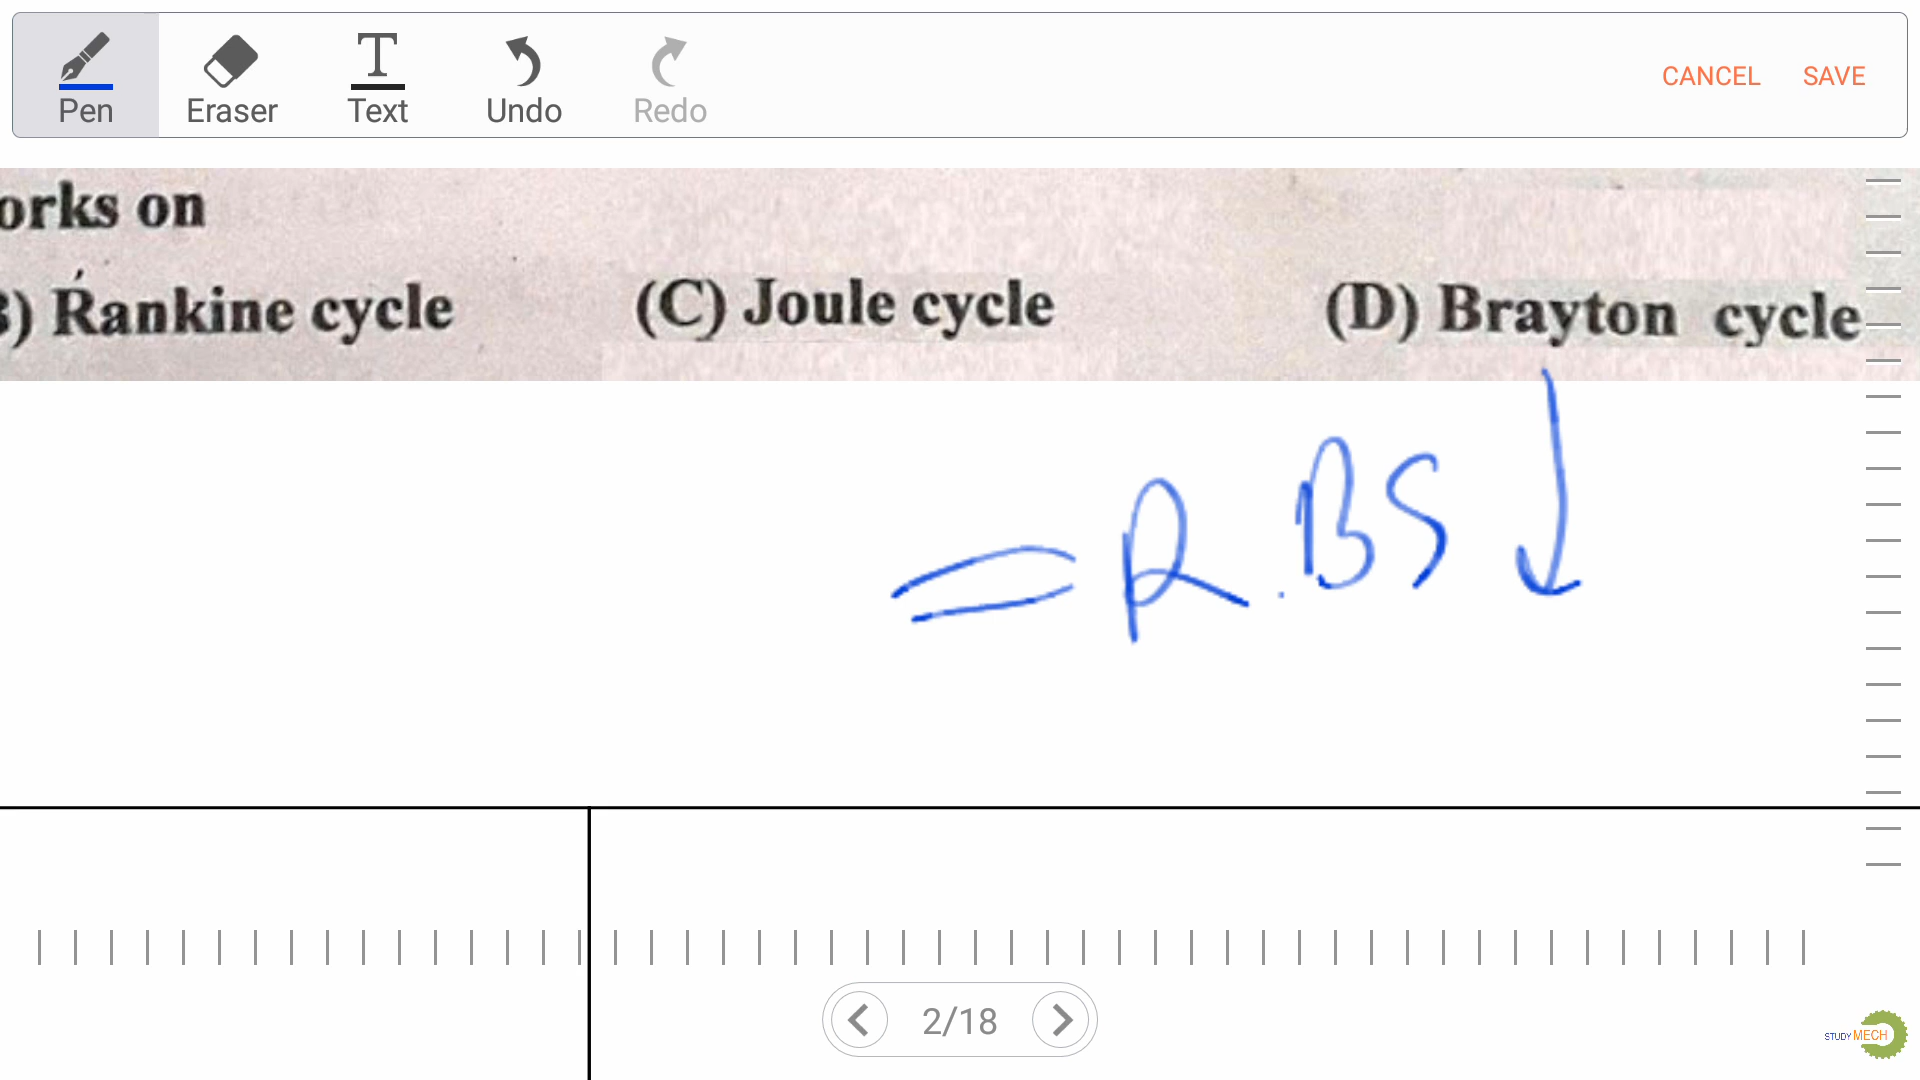 Pen Eraser Text Undo Redo CANCEL SAVE
orks on
B) Rankine cycle (C) Joule cycle (D) Brayton cycle
= R.BS
2/18
STUDY MECH